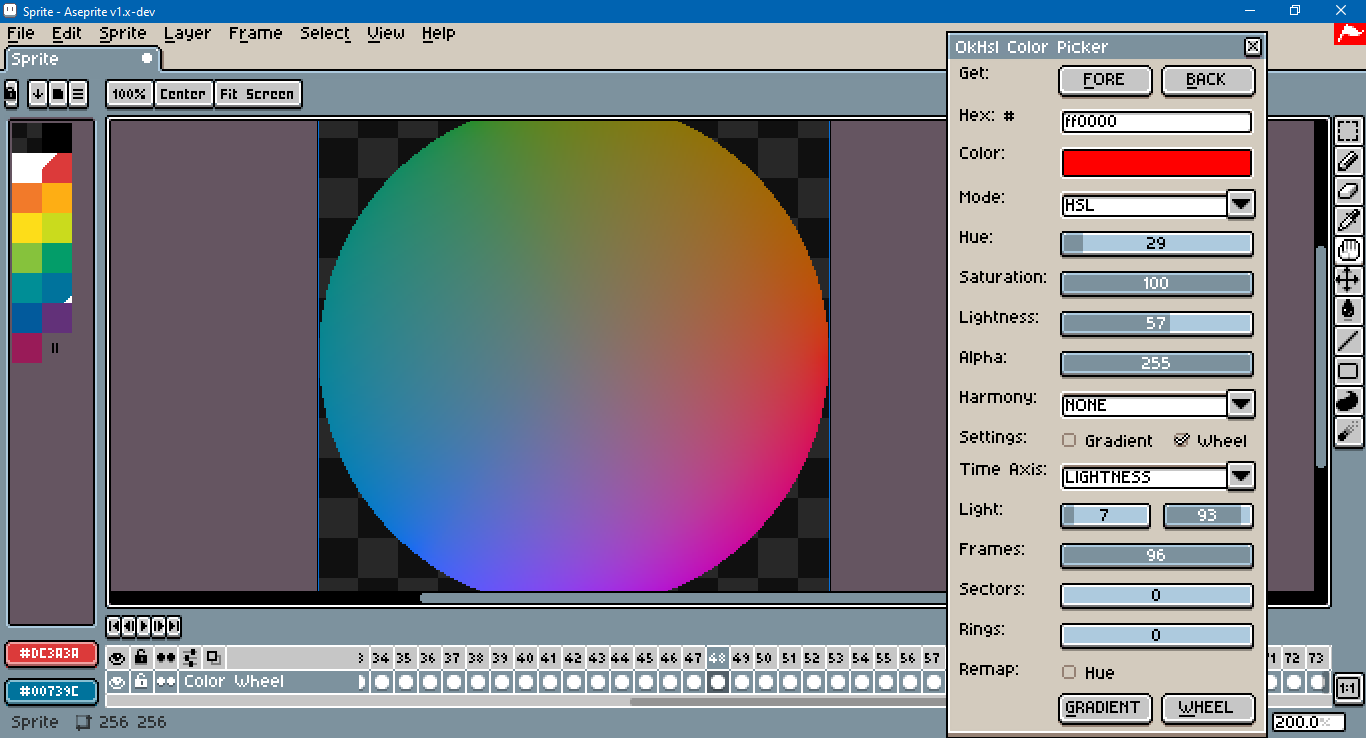 Sprite - Aseprite v1.x-dev
File Edit Sprite Layer Frame Select View Help
Sprite
100% Center Fit Screen
OkHsl Color Picker
Get: FORE BACK
Hex: # ff0000
Color:
Mode: HSL
Hue: 29
Saturation: 100
Lightness: 57
Alpha: 255
Harmony: NONE
Settings: Gradient Wheel
Time Axis: LIGHTNESS
Light: 7 93
Frames: 96
Sectors: 0
Rings: 0
Remap: Hue
GRADIENT WHEEL
#DC3A3A
34 35 36 37 38 39 40 41 42 43 44 45 46 47 48 49 50 51 52 53 54 55 56 57 72 73
Color Wheel
#00739C
1:1
Sprite 256 256
200.0